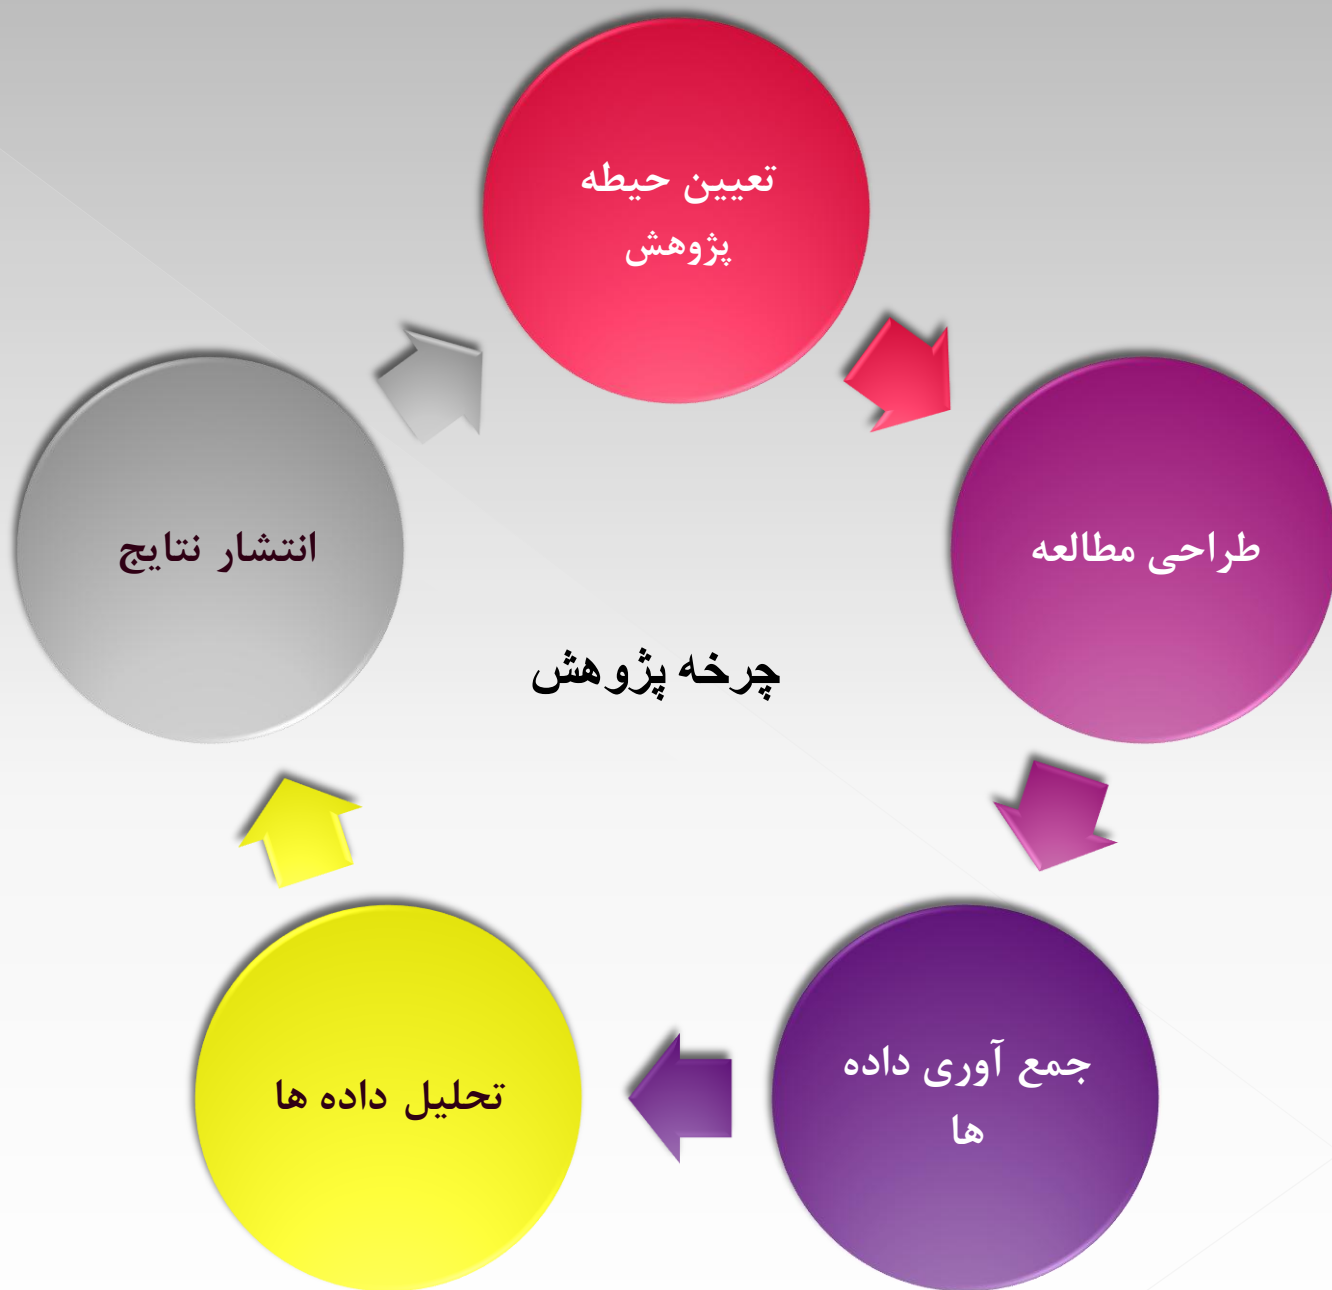 تعیین حیطه
پژوهش
طراحی مطالعه
جمع آوری داده
ها
تحلیل داده ها
انتشار نتایج
چرخه پژوهش